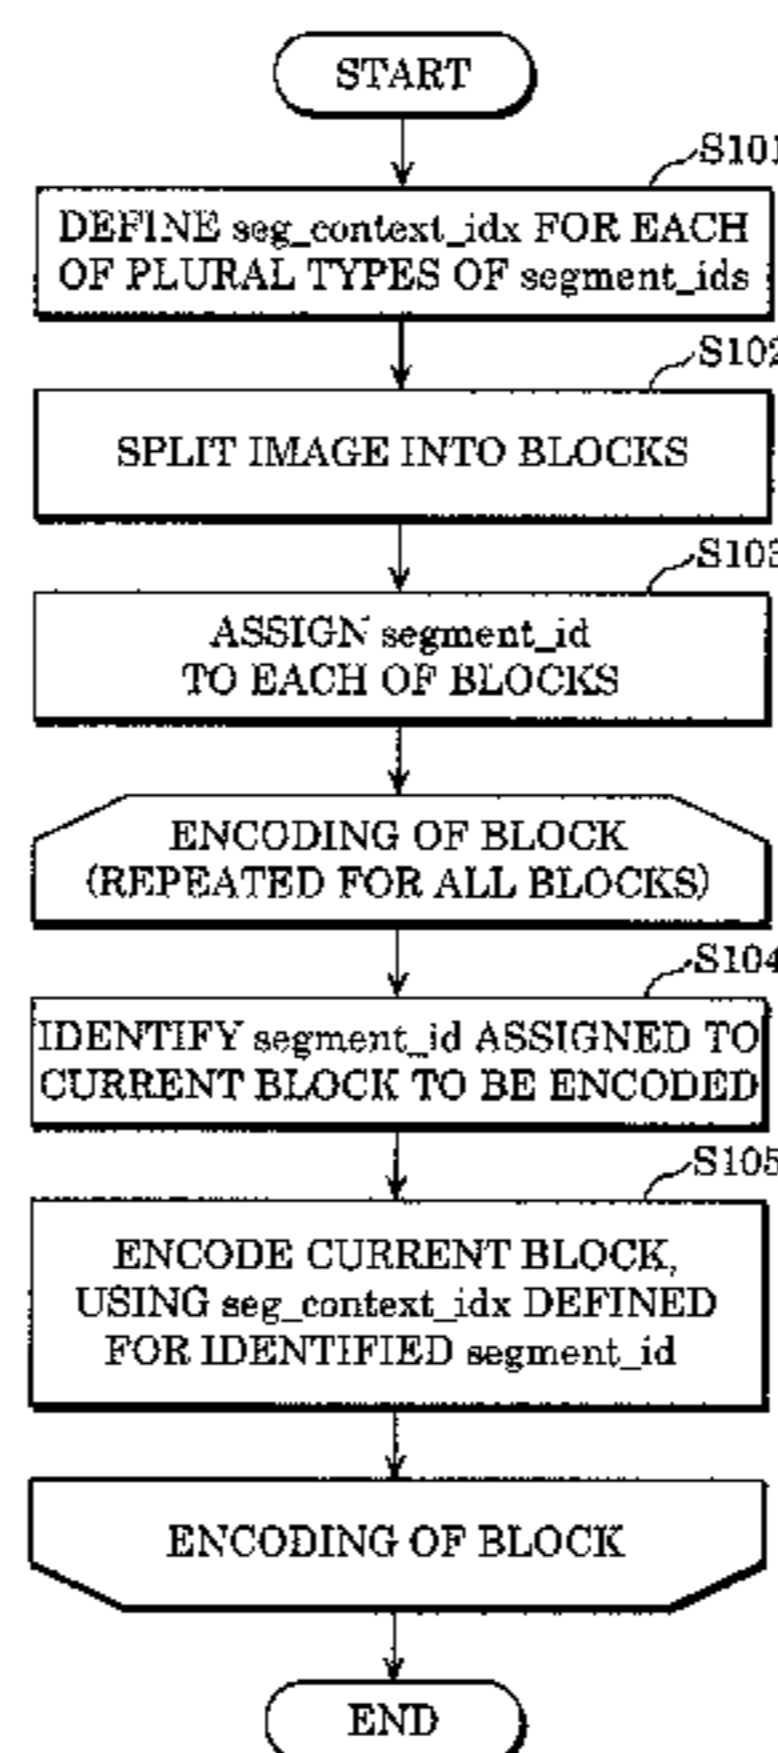 START
S101
DEFINE seg_context_idx FOR EACH
OF PLURAL TYPES OF segment_ids
S102
SPLIT IMAGE INTO BLOCKS
S103
ASSIGN segment_id
TO EACH OF BLOCKS
ENCODING OF BLOCK
(REPEATED FOR ALL BLOCKS)
S104
IDENTIFY segment_id ASSIGNED TO
CURRENT BLOCK TO BE ENCODED
S105
ENCODE CURRENT BLOCK,
USING seg_context_idx DEFINED
FOR IDENTIFIED segment_id
ENCODING OF BLOCK
END